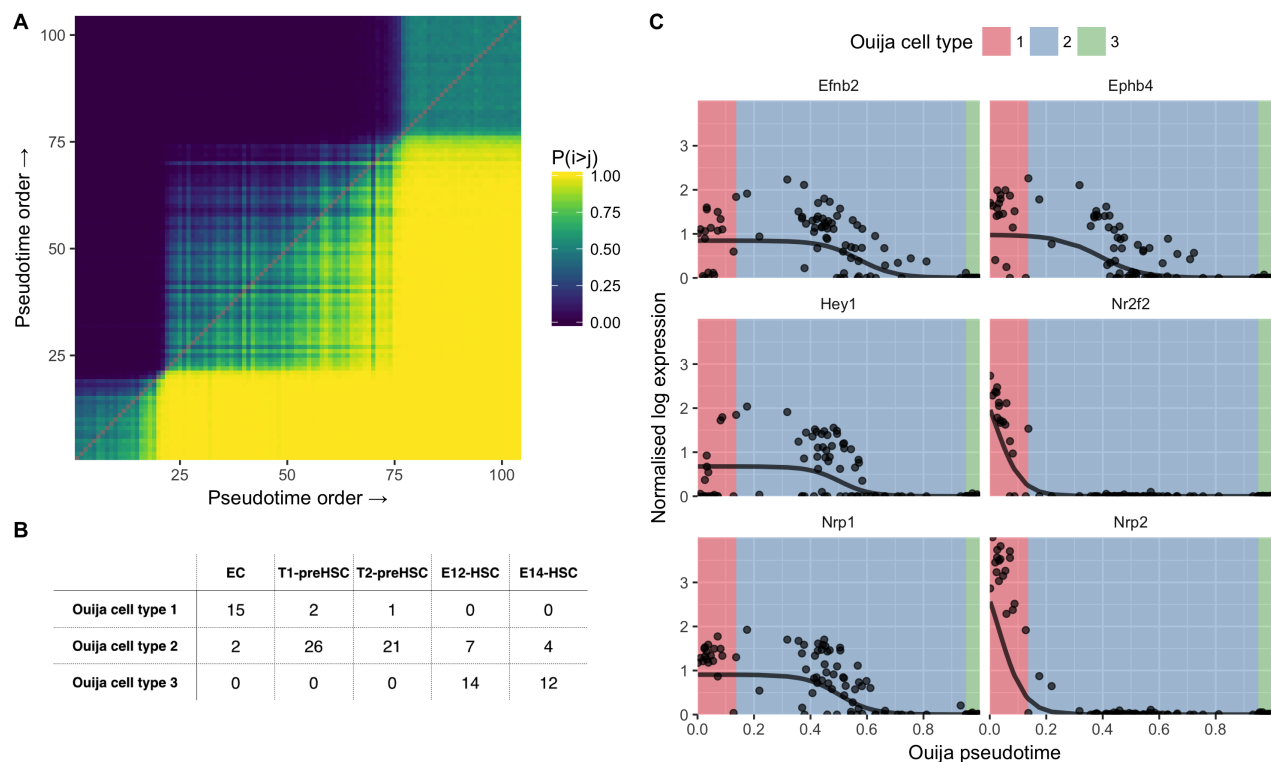 A
100
75
50
25
Pseudotime order →
25
50
75
100
Pseudotime order →
P(i>j)
1.00
0.75
0.50
0.25
0.00
B
EC T1-preHSC T2-preHSC E12-HSC E14-HSC
Ouija cell type 1 15 2 1 0 0
Ouija cell type 2 2 26 21 7 4
Ouija cell type 3 0 0 0 14 12
C
Ouija cell type 1 2 3
Efnb2 Ephb4
3
2
1
0
Hey1 Nr2f2
3
2
1
0
Nrp1 Nrp2
3
2
1
0
Normalised log expression
0.0 0.2 0.4 0.6 0.8 0.0 0.2 0.4 0.6 0.8
Ouija pseudotime